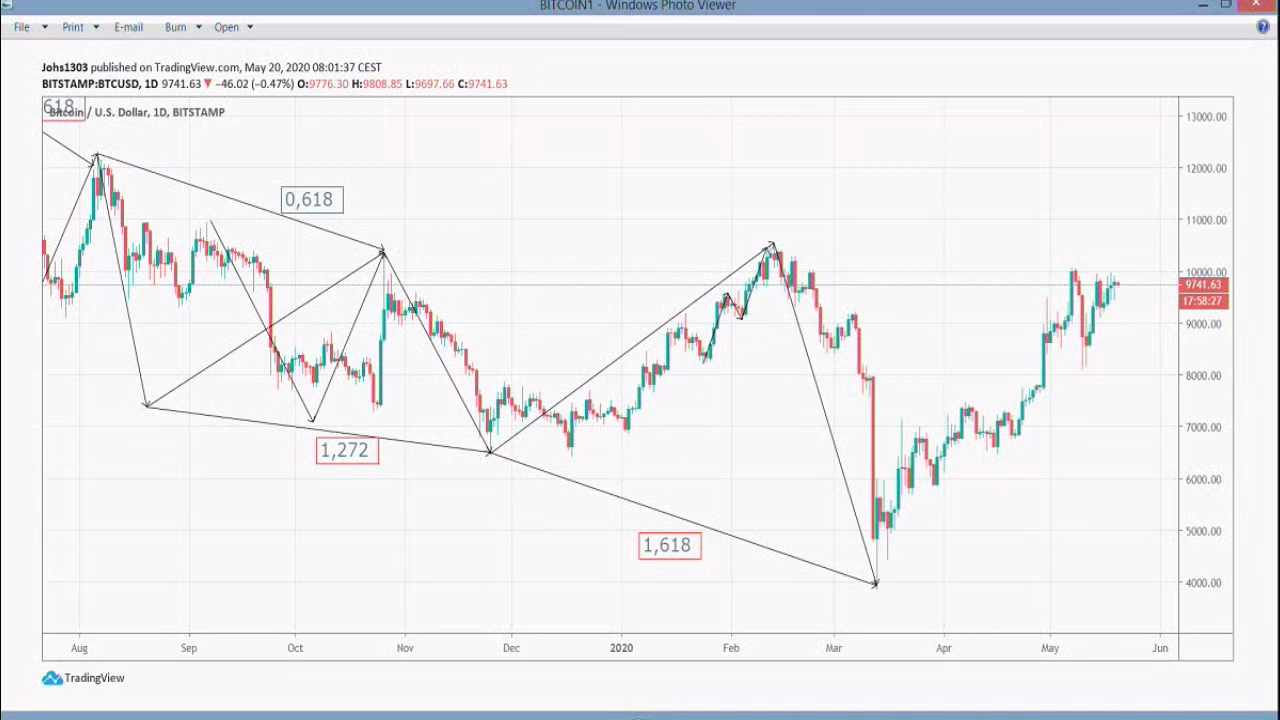 BITCOIN1 - Windows Photo Viewer
File Print E-mail Burn Open
Johs1303 published on TradingView.com, May 20, 2020 08:01:37 CEST
BITSTAMP:BTCUSD, 1D 9741.63 ▼ −46.02 (−0.47%) O:9776.30 H:9808.85 L:9697.66 C:9741.63
618
Bitcoin / U.S. Dollar, 1D, BITSTAMP
13000.00
12000.00
0,618
11000.00
10000.00
9741.63
17:58:27
9000.00
8000.00
7000.00
1,272
6000.00
5000.00
1,618
4000.00
Aug Sep Oct Nov Dec 2020 Feb Mar Apr May Jun
TradingView